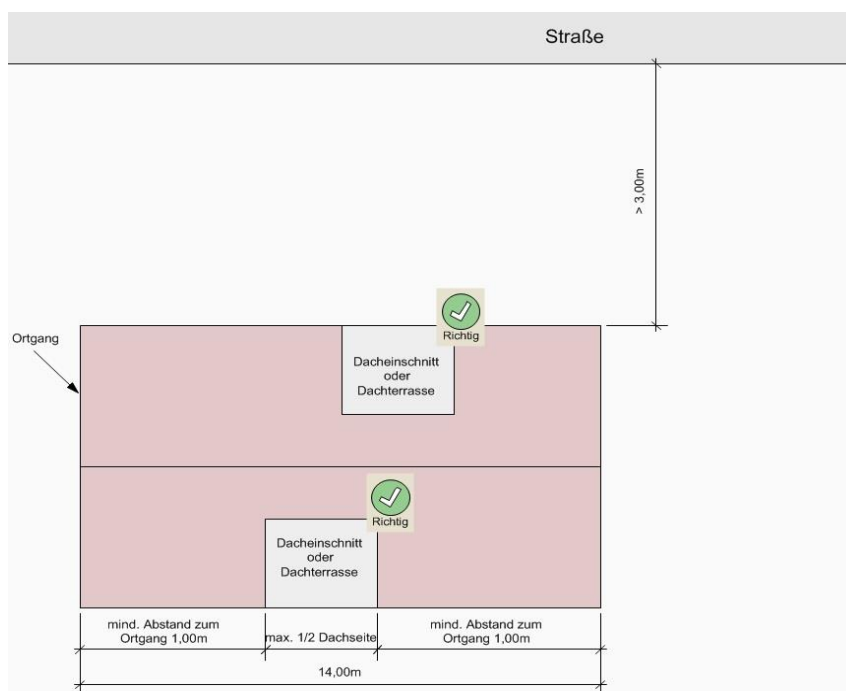 Straße
> 3,00m
Richtig
Ortgang
Dacheinschnitt
oder
Dachterrasse
Richtig
Dacheinschnitt
oder
Dachterrasse
mind. Abstand zum
Ortgang 1,00m
max. 1/2 Dachseite
mind. Abstand zum
Ortgang 1,00m
14,00m